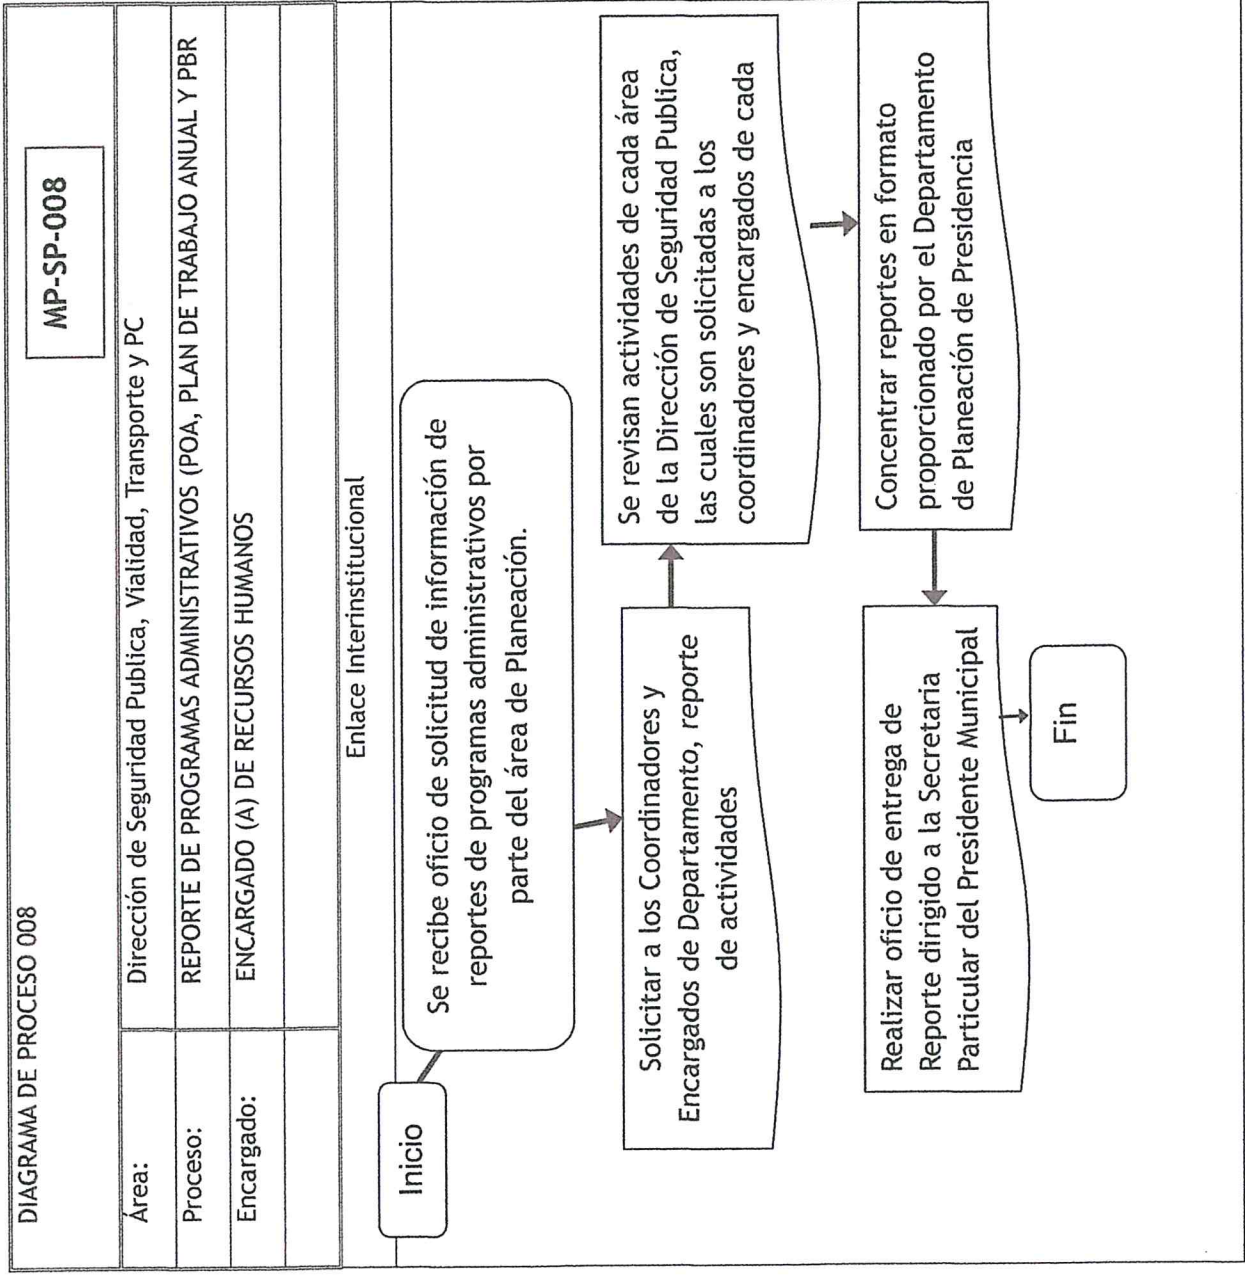 DIAGRAMA DE PROCESO 008
MP-SP-008
Área:
Dirección de Seguridad Publica, Vialidad, Transporte y PC
Proceso:
REPORTE DE PROGRAMAS ADMINISTRATIVOS (POA, PLAN DE TRABAJO ANUAL Y PBR
Encargado:
ENCARGADO (A) DE RECURSOS HUMANOS
Enlace Interinstitucional
Inicio
Se recibe oficio de solicitud de información de
reportes de programas administrativos por
parte del área de Planeación.
Solicitar a los Coordinadores y
Encargados de Departamento, reporte
de actividades
Se revisan actividades de cada área
de la Dirección de Seguridad Publica,
las cuales son solicitadas a los
coordinadores y encargados de cada
Concentrar reportes en formato
proporcionado por el Departamento
de Planeación de Presidencia
Realizar oficio de entrega de
Reporte dirigido a la Secretaria
Particular del Presidente Municipal
Fin